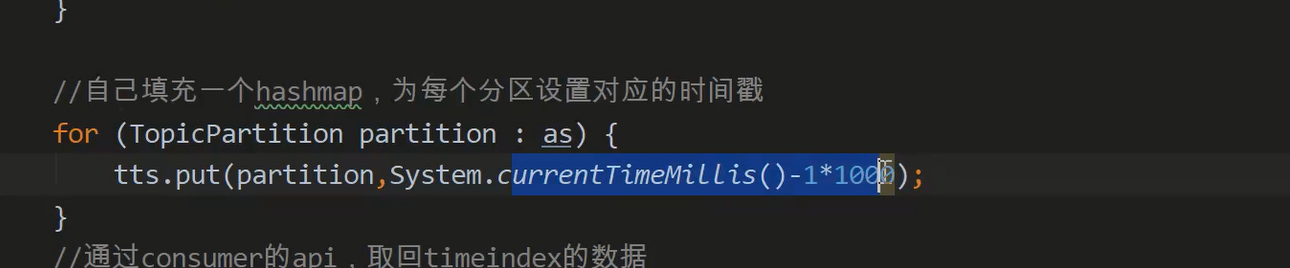 }
//自己填充一个hashmap，为每个分区设置对应的时间戳
for (TopicPartition partition : as) {
tts.put(partition,System.currentTimeMillis()-1*1000);
}
//通过consumer的api，取回timeindex的数据